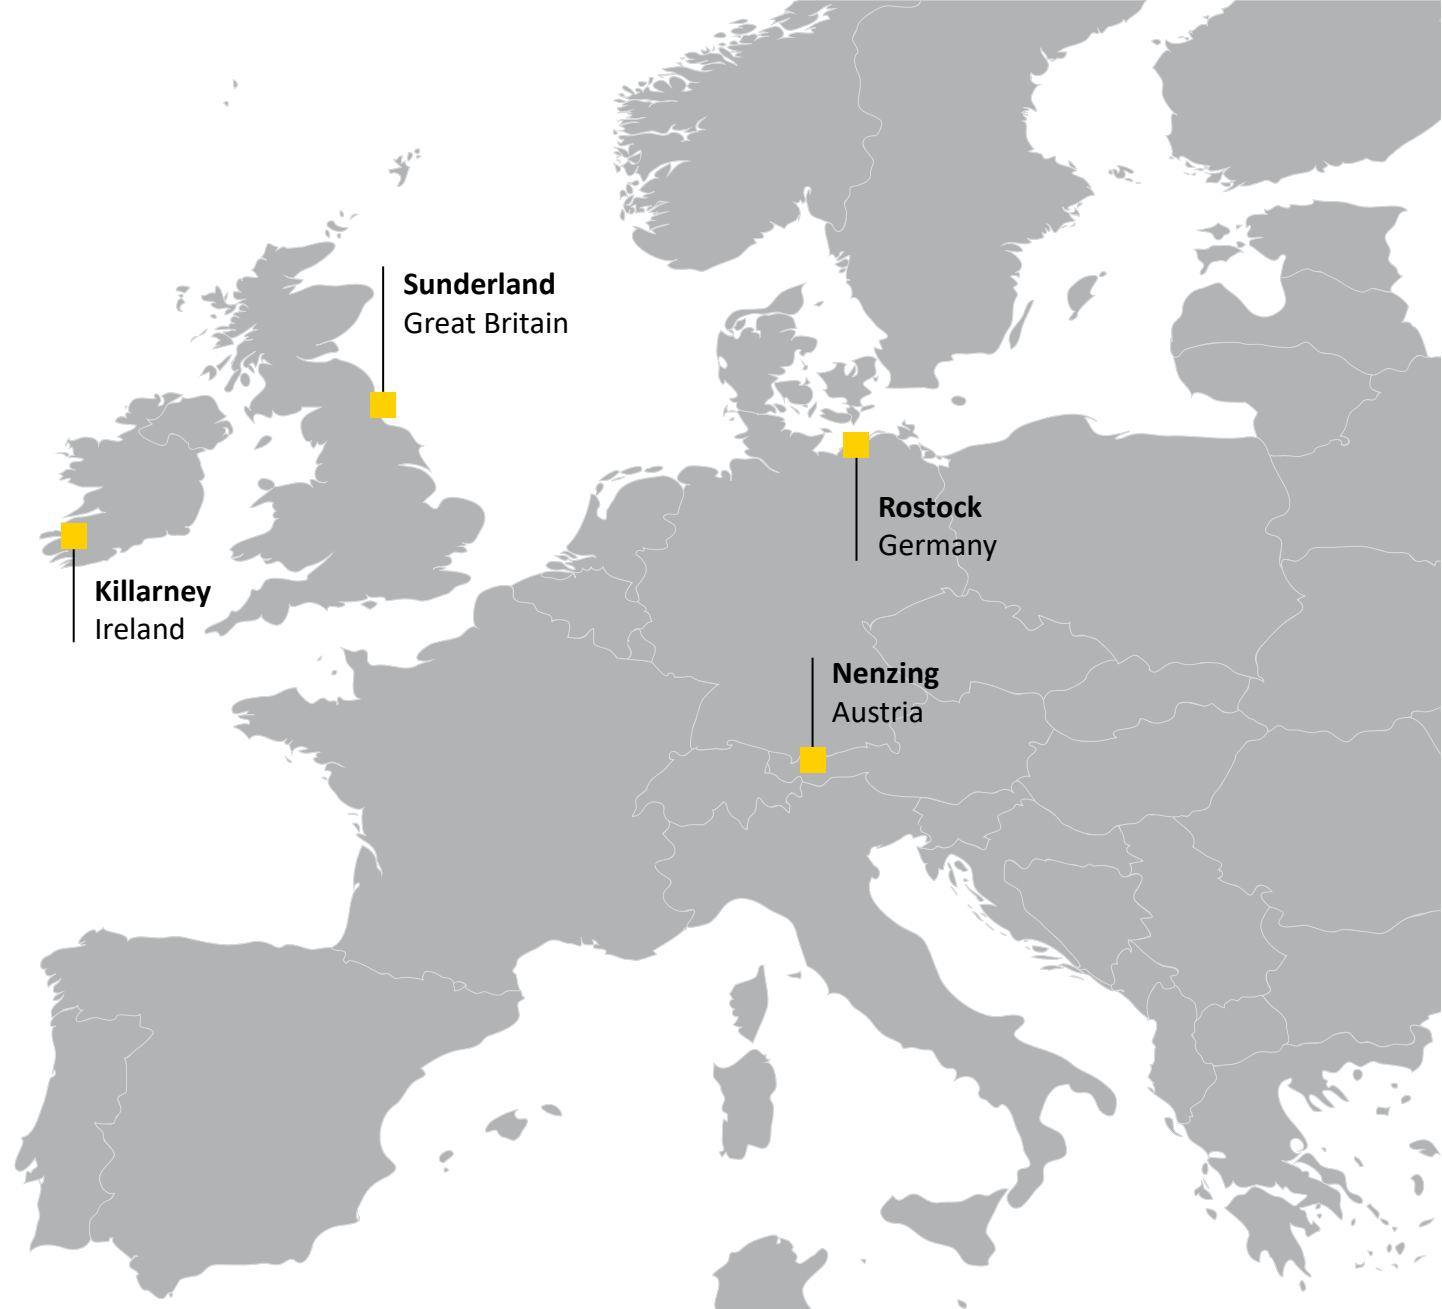 Sunderland
Great Britain
Rostock
Germany
Killarney
Ireland
Nenzing
Austria